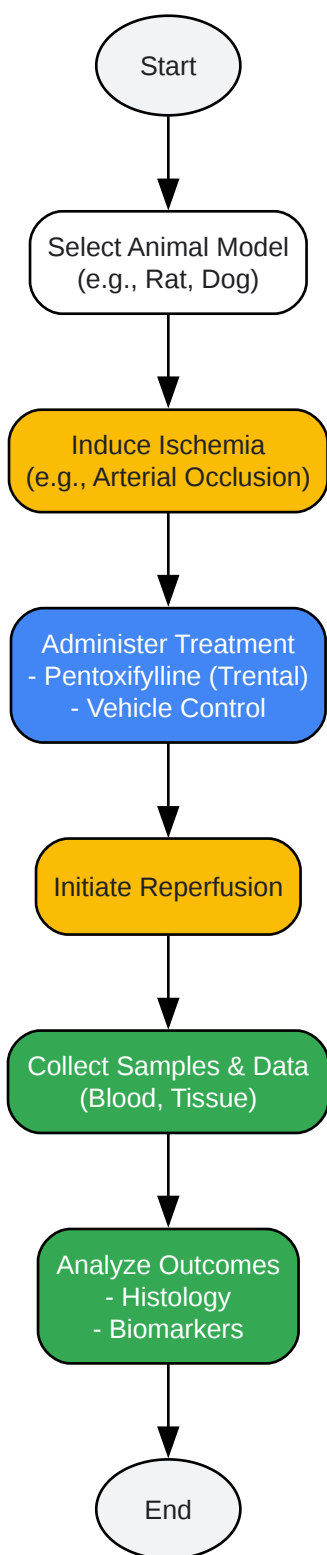 Start
Select Animal Model
(e.g., Rat, Dog)
Induce Ischemia
(e.g., Arterial Occlusion)
Administer Treatment
- Pentoxifylline (Trental)
- Vehicle Control
Initiate Reperfusion
Collect Samples & Data
(Blood, Tissue)
Analyze Outcomes
- Histology
- Biomarkers
End